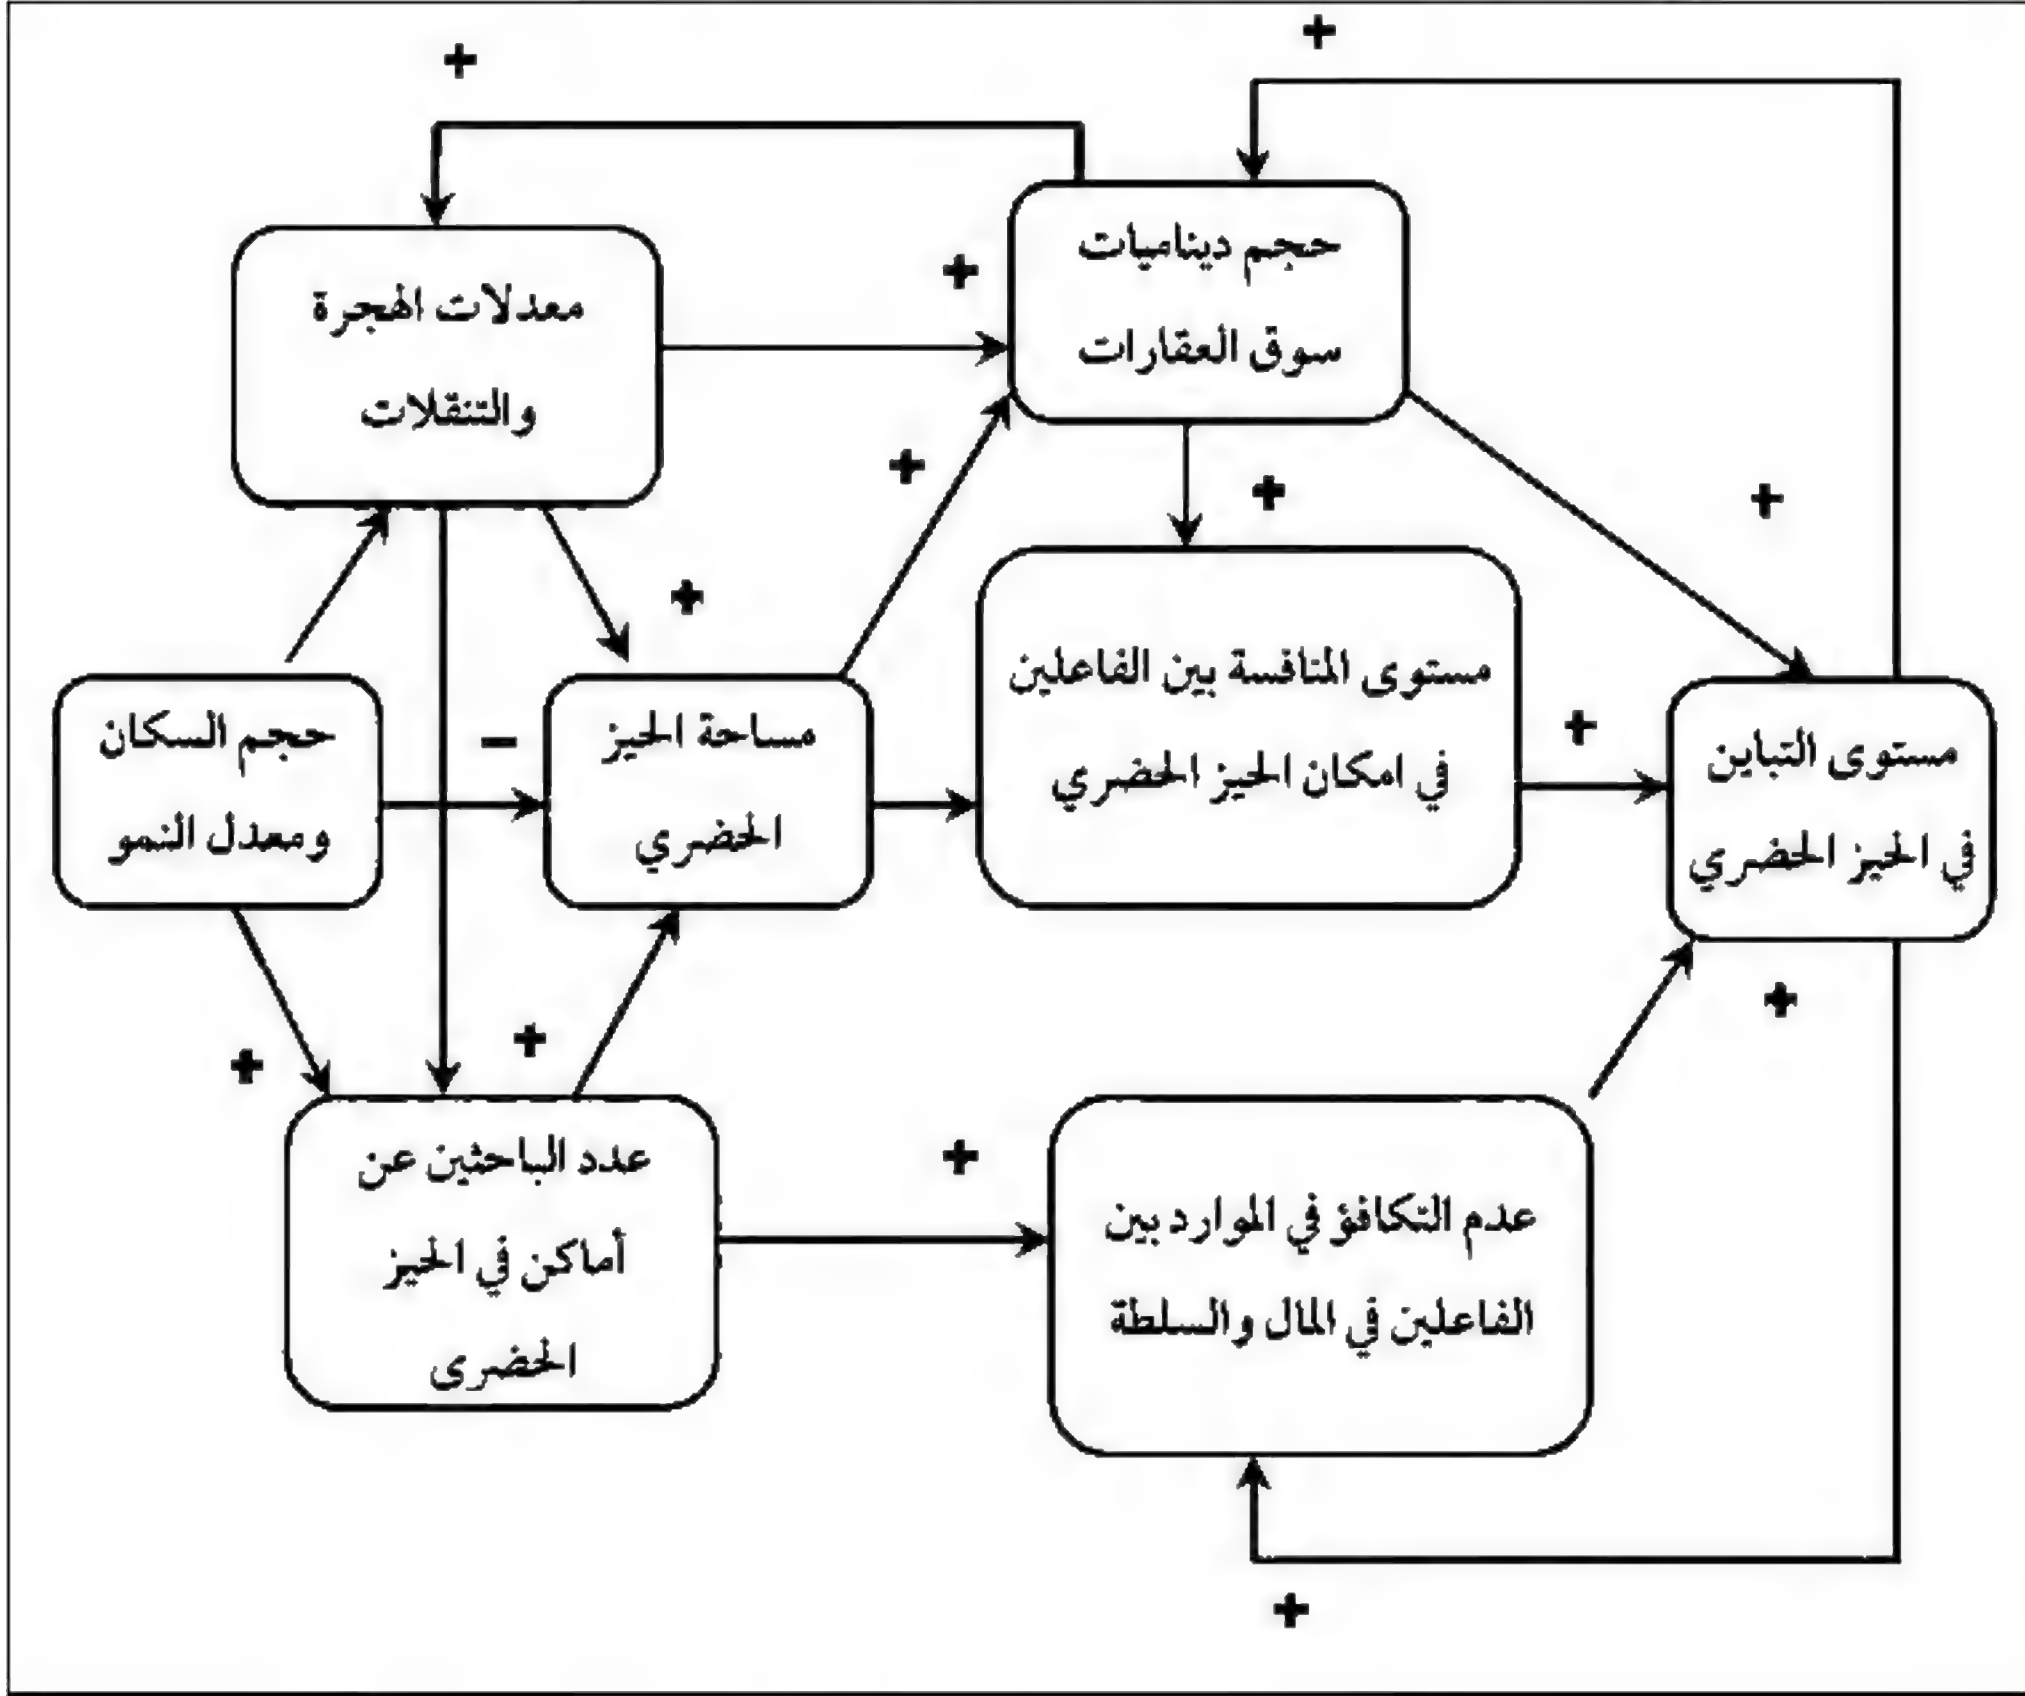 +
+
حجم ديناميات
سوق العقارات
+
معدلات الهجرة
والتنقلات
+
+
+
+
مستوى المنافسة بين الفاعلين
في امكان الحيز الحضري
+
مستوى التباين
في الحيز الحضري
مساحة الحيز
الحضري
−
حجم السكان
ومعدل النمو
+
+
+
+
عدم التكافؤ في الموارد بين
الفاعلين في المال والسلطة
عدد الباحثين عن
أماكن في الحيز
الحضرى
+